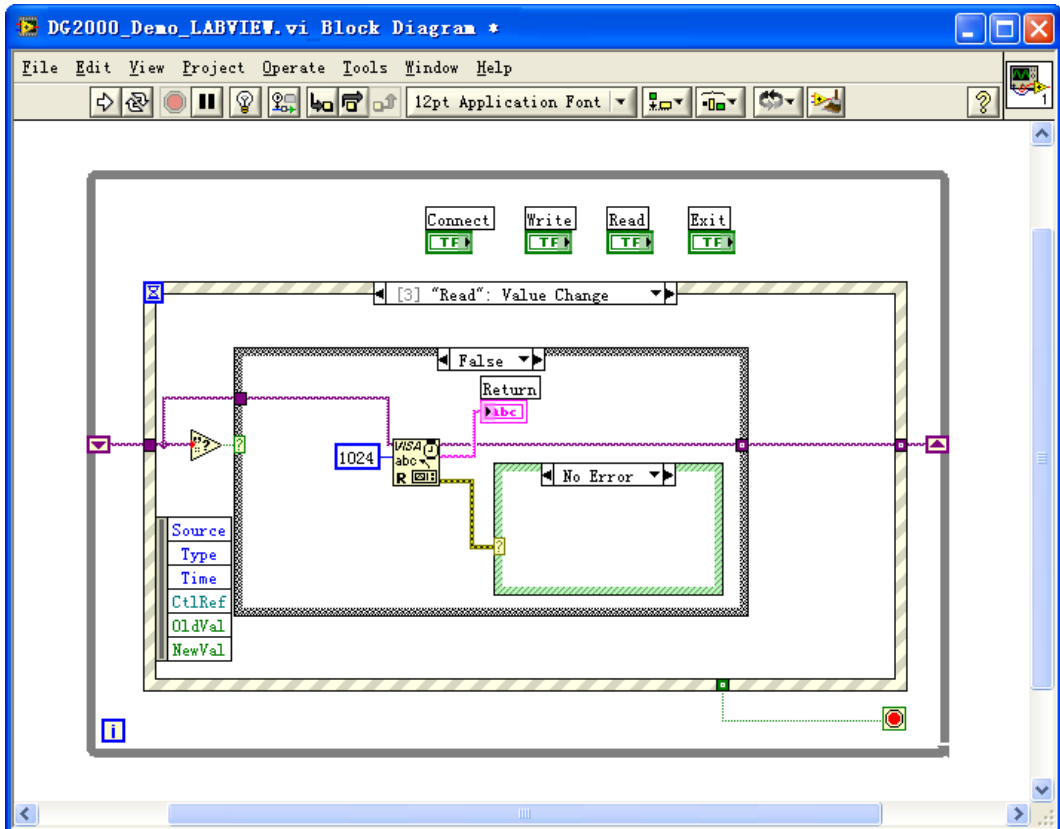 DG2000_Demo_LABVIEW.vi Block Diagram *
File Edit View Project Operate Tools Window Help
12pt Application Font
?
1
Connect Write Read Exit
TF TF TF TF
[3] "Read": Value Change
False
Return
abc
"? ?
1024
VISA
abc
R
No Error
?
Source
Type
Time
CtlRef
OldVal
NewVal
i